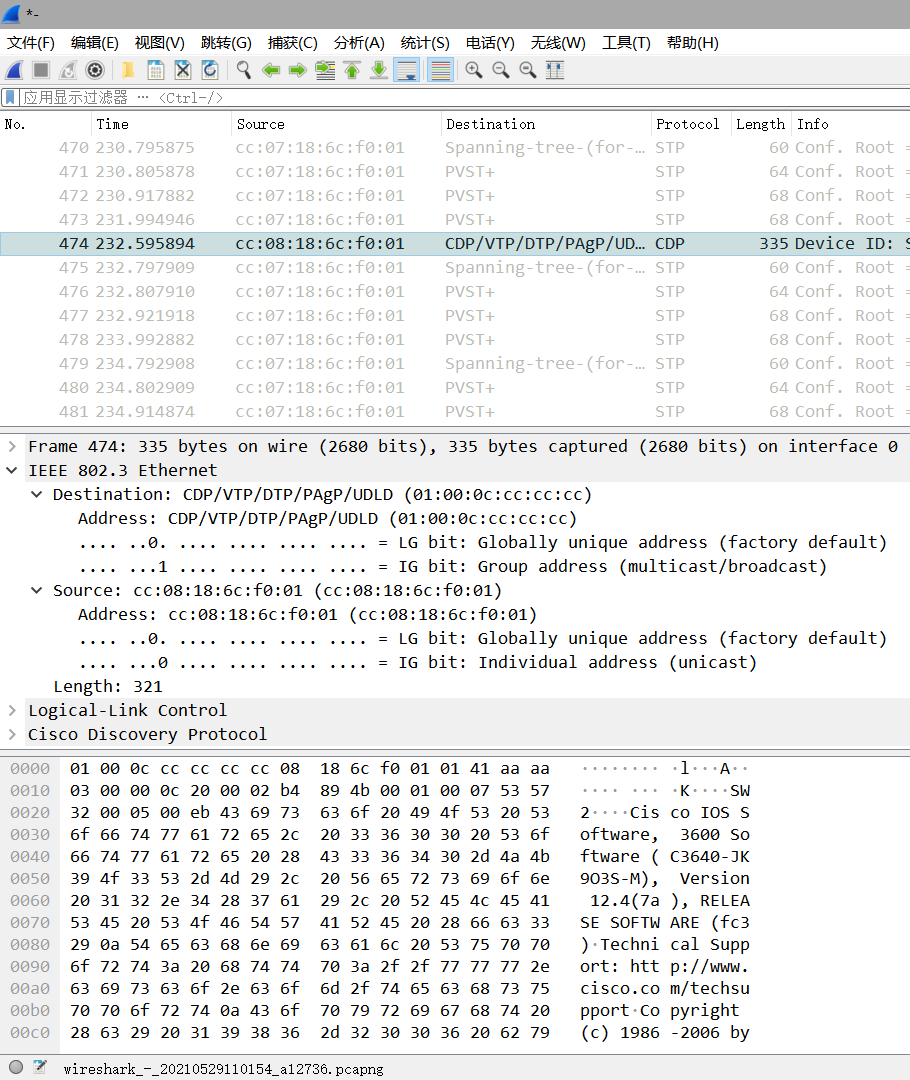 *-
文件(F) 编辑(E) 视图(V) 跳转(G) 捕获(C) 分析(A) 统计(S) 电话(Y) 无线(W) 工具(T) 帮助(H)
应用显示过滤器 … <Ctrl-/>
No. Time Source Destination Protocol Length Info
470 230.795875 cc:07:18:6c:f0:01 Spanning-tree-(for-… STP 60 Conf. Root =
471 230.805878 cc:07:18:6c:f0:01 PVST+ STP 64 Conf. Root =
472 230.917882 cc:07:18:6c:f0:01 PVST+ STP 68 Conf. Root =
473 231.994946 cc:07:18:6c:f0:01 PVST+ STP 68 Conf. Root =
474 232.595894 cc:08:18:6c:f0:01 CDP/VTP/DTP/PAgP/UD… CDP 335 Device ID: S
475 232.797909 cc:07:18:6c:f0:01 Spanning-tree-(for-… STP 60 Conf. Root =
476 232.807910 cc:07:18:6c:f0:01 PVST+ STP 64 Conf. Root =
477 232.921918 cc:07:18:6c:f0:01 PVST+ STP 68 Conf. Root =
478 233.992882 cc:07:18:6c:f0:01 PVST+ STP 68 Conf. Root =
479 234.792908 cc:07:18:6c:f0:01 Spanning-tree-(for-… STP 60 Conf. Root =
480 234.802909 cc:07:18:6c:f0:01 PVST+ STP 64 Conf. Root =
481 234.914874 cc:07:18:6c:f0:01 PVST+ STP 68 Conf. Root =
Frame 474: 335 bytes on wire (2680 bits), 335 bytes captured (2680 bits) on interface 0
IEEE 802.3 Ethernet
Destination: CDP/VTP/DTP/PAgP/UDLD (01:00:0c:cc:cc:cc)
Address: CDP/VTP/DTP/PAgP/UDLD (01:00:0c:cc:cc:cc)
.... ..0. .... .... .... .... = LG bit: Globally unique address (factory default)
.... ...1 .... .... .... .... = IG bit: Group address (multicast/broadcast)
Source: cc:08:18:6c:f0:01 (cc:08:18:6c:f0:01)
Address: cc:08:18:6c:f0:01 (cc:08:18:6c:f0:01)
.... ..0. .... .... .... .... = LG bit: Globally unique address (factory default)
.... ...0 .... .... .... .... = IG bit: Individual address (unicast)
Length: 321
Logical-Link Control
Cisco Discovery Protocol
0000 01 00 0c cc cc cc cc 08 18 6c f0 01 01 41 aa aa ········ ·l···A··
0010 03 00 00 0c 20 00 02 b4 89 4b 00 01 00 07 53 57 ···· ··· ·K····SW
0020 32 00 05 00 eb 43 69 73 63 6f 20 49 4f 53 20 53 2····Cis co IOS S
0030 6f 66 74 77 61 72 65 2c 20 33 36 30 30 20 53 6f oftware, 3600 So
0040 66 74 77 61 72 65 20 28 43 33 36 34 30 2d 4a 4b ftware ( C3640-JK
0050 39 4f 33 53 2d 4d 29 2c 20 56 65 72 73 69 6f 6e 9O3S-M), Version
0060 20 31 32 2e 34 28 37 61 29 2c 20 52 45 4c 45 41 12.4(7a ), RELEA
0070 53 45 20 53 4f 46 54 57 41 52 45 20 28 66 63 33 SE SOFTW ARE (fc3
0080 29 0a 54 65 63 68 6e 69 63 61 6c 20 53 75 70 70 )·Techni cal Supp
0090 6f 72 74 3a 20 68 74 74 70 3a 2f 2f 77 77 77 2e ort: htt p://www.
00a0 63 69 73 63 6f 2e 63 6f 6d 2f 74 65 63 68 73 75 cisco.co m/techsu
00b0 70 70 6f 72 74 0a 43 6f 70 79 72 69 67 68 74 20 pport·Co pyright
00c0 28 63 29 20 31 39 38 36 2d 32 30 30 36 20 62 79 (c) 1986 -2006 by
wireshark_-_20210529110154_a12736.pcapng